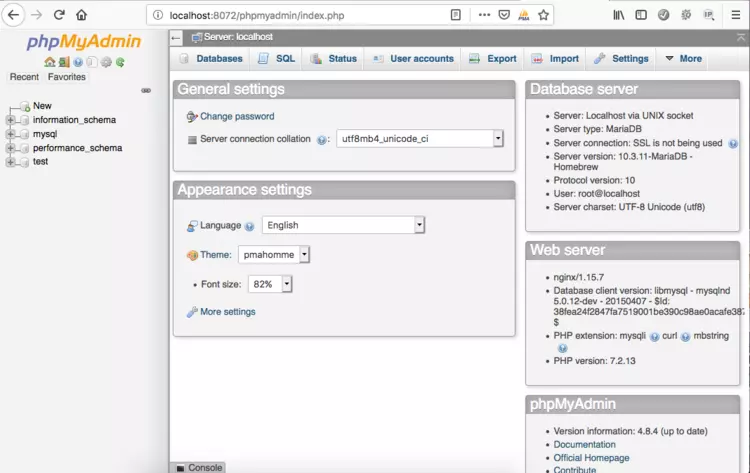 localhost:8072/phpmyadmin/index.php
PMA
phpMyAdmin
Recent Favorites
New
information_schema
mysql
performance_schema
test
Server: localhost
Databases SQL Status User accounts Export Import Settings More
General settings
Change password
Server connection collation : utf8mb4_unicode_ci
Appearance settings
Language English
Theme: pmahomme
Font size: 82%
More settings
Console
Database server
Server: Localhost via UNIX socket
Server type: MariaDB
Server connection: SSL is not being used
Server version: 10.3.11-MariaDB -
Homebrew
Protocol version: 10
User: root@localhost
Server charset: UTF-8 Unicode (utf8)
Web server
nginx/1.15.7
Database client version: libmysql - mysqlnd
5.0.12-dev - 20150407 - $Id:
38fea24f2847fa7519001be390c98ae0acafe387
$
PHP extension: mysqli curl mbstring
PHP version: 7.2.13
phpMyAdmin
Version information: 4.8.4 (up to date)
Documentation
Official Homepage
Contribute